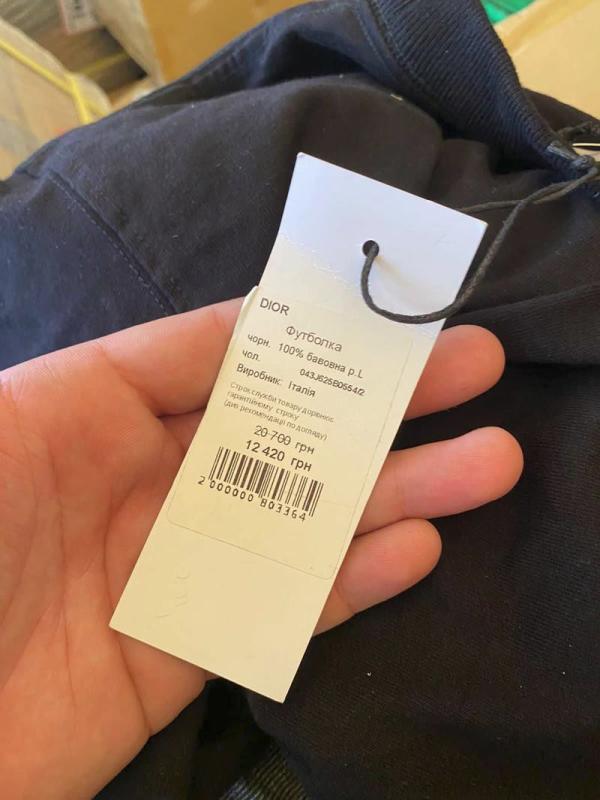 DIOR
Футболка
чорн. 100% бавовна р.L
чол. 043J625B0554/2
Виробник: Італія
Строк служби товару дорівнює
гарантійному строку
(див рекомендації по догляду)
20 700 грн
12 420 грн
2 000000 803364